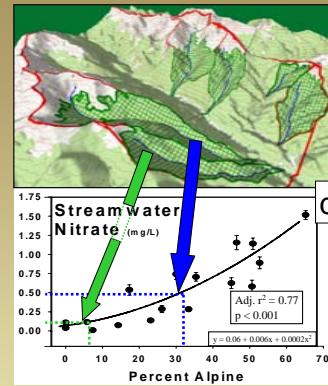 Streamwater
Nitrate (mg/L)
1.75
1.50
1.25
1.00
0.75
0.50
0.25
0.00
Adj. r² = 0.77
p < 0.001
y = 0.06 + 0.006x + 0.0002x²
0 10 20 30 40 50 60 70
Percent Alpine